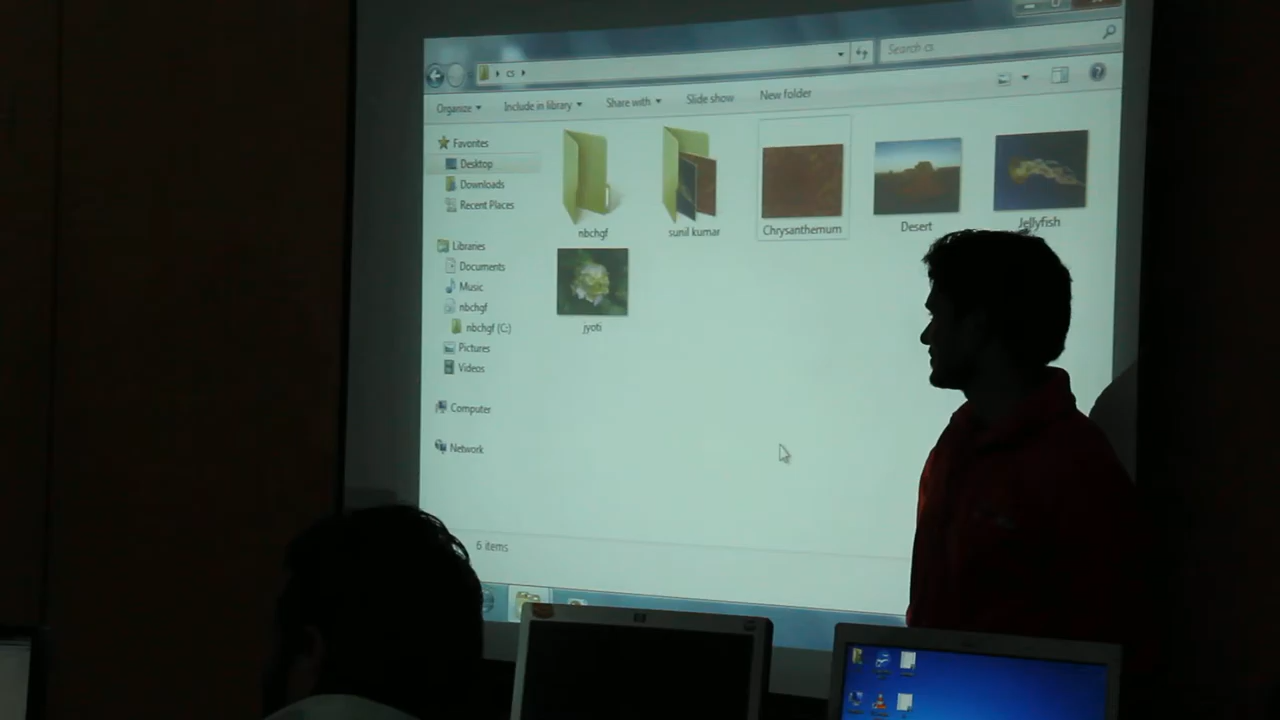 cs
Search cs
Organize Include in library Share with Slide show New folder
Favorites
Desktop
Downloads
Recent Places
Libraries
Documents
Music
nbchgf
nbchgf (C:)
Pictures
Videos
Computer
Network
nbchgf
sunil kumar
Chrysanthemum
Desert
Jellyfish
jyoti
6 items